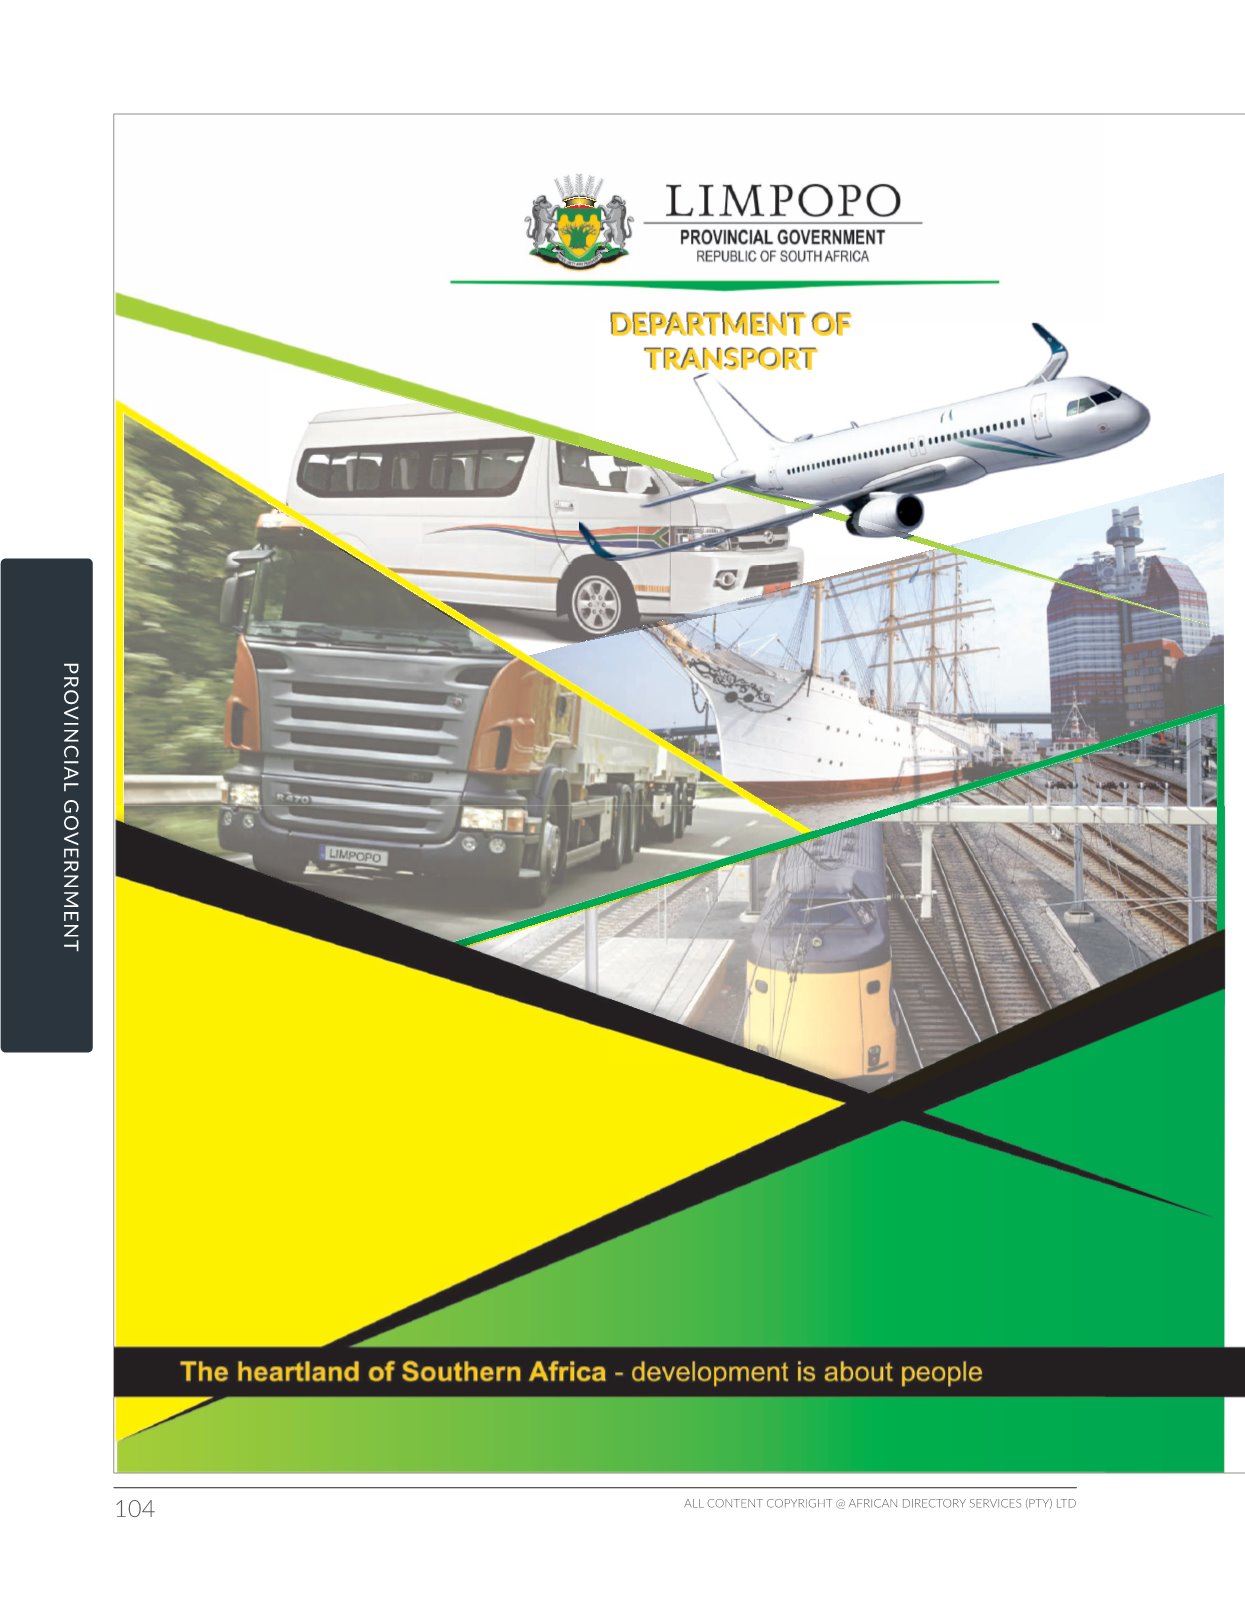 LIMPOPO
PROVINCIAL GOVERNMENT
REPUBLIC OF SOUTH AFRICA
DEPARTMENT OF
TRANSPORT
PROVINCIAL GOVERNMENT
R470
LIMPOPO
The heartland of Southern Africa - development is about people
104
ALL CONTENT COPYRIGHT @ AFRICAN DIRECTORY SERVICES (PTY) LTD